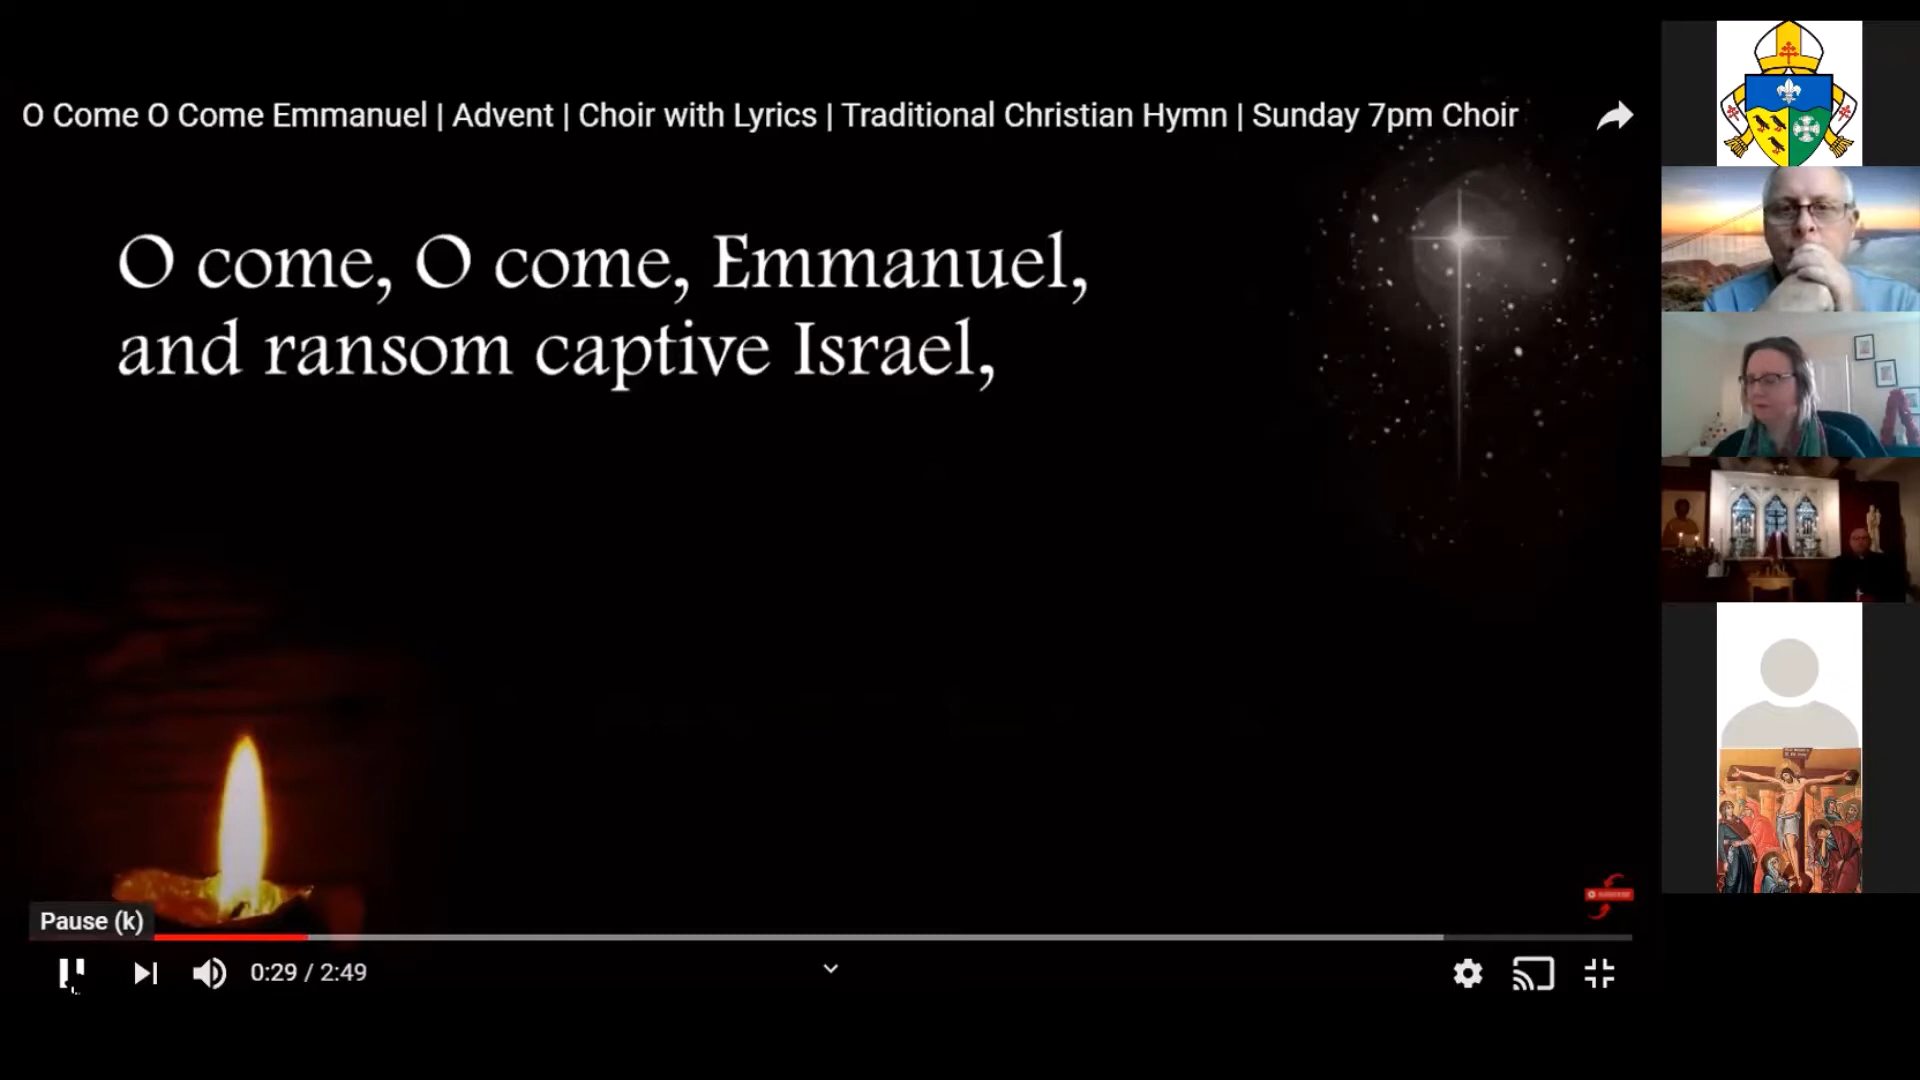 O Come O Come Emmanuel | Advent | Choir with Lyrics | Traditional Christian Hymn | Sunday 7pm Choir
O come, O come, Emmanuel,
and ransom captive Israel,
SUBSCRIBE
Pause (k)
0:29 / 2:49